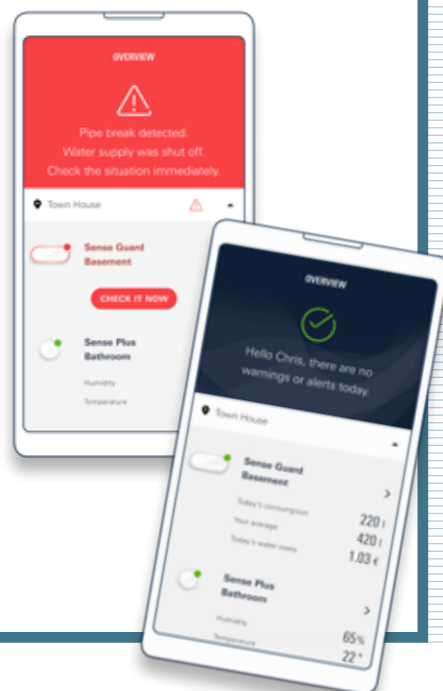 OVERVIEW
Pipe break detected.
Water supply was shut off.
Check the situation immediately.
Town House
Sense Guard
Basement
CHECK IT NOW
Sense Plus
Bathroom
Humidity
Temperature
OVERVIEW
Hello Chris, there are no
warnings or alerts today.
Town House
Sense Guard
Basement
Today's consumption 220 l
Your average 420 l
Today's water costs 1.03 €
Sense Plus
Bathroom
Humidity 65%
Temperature 22°